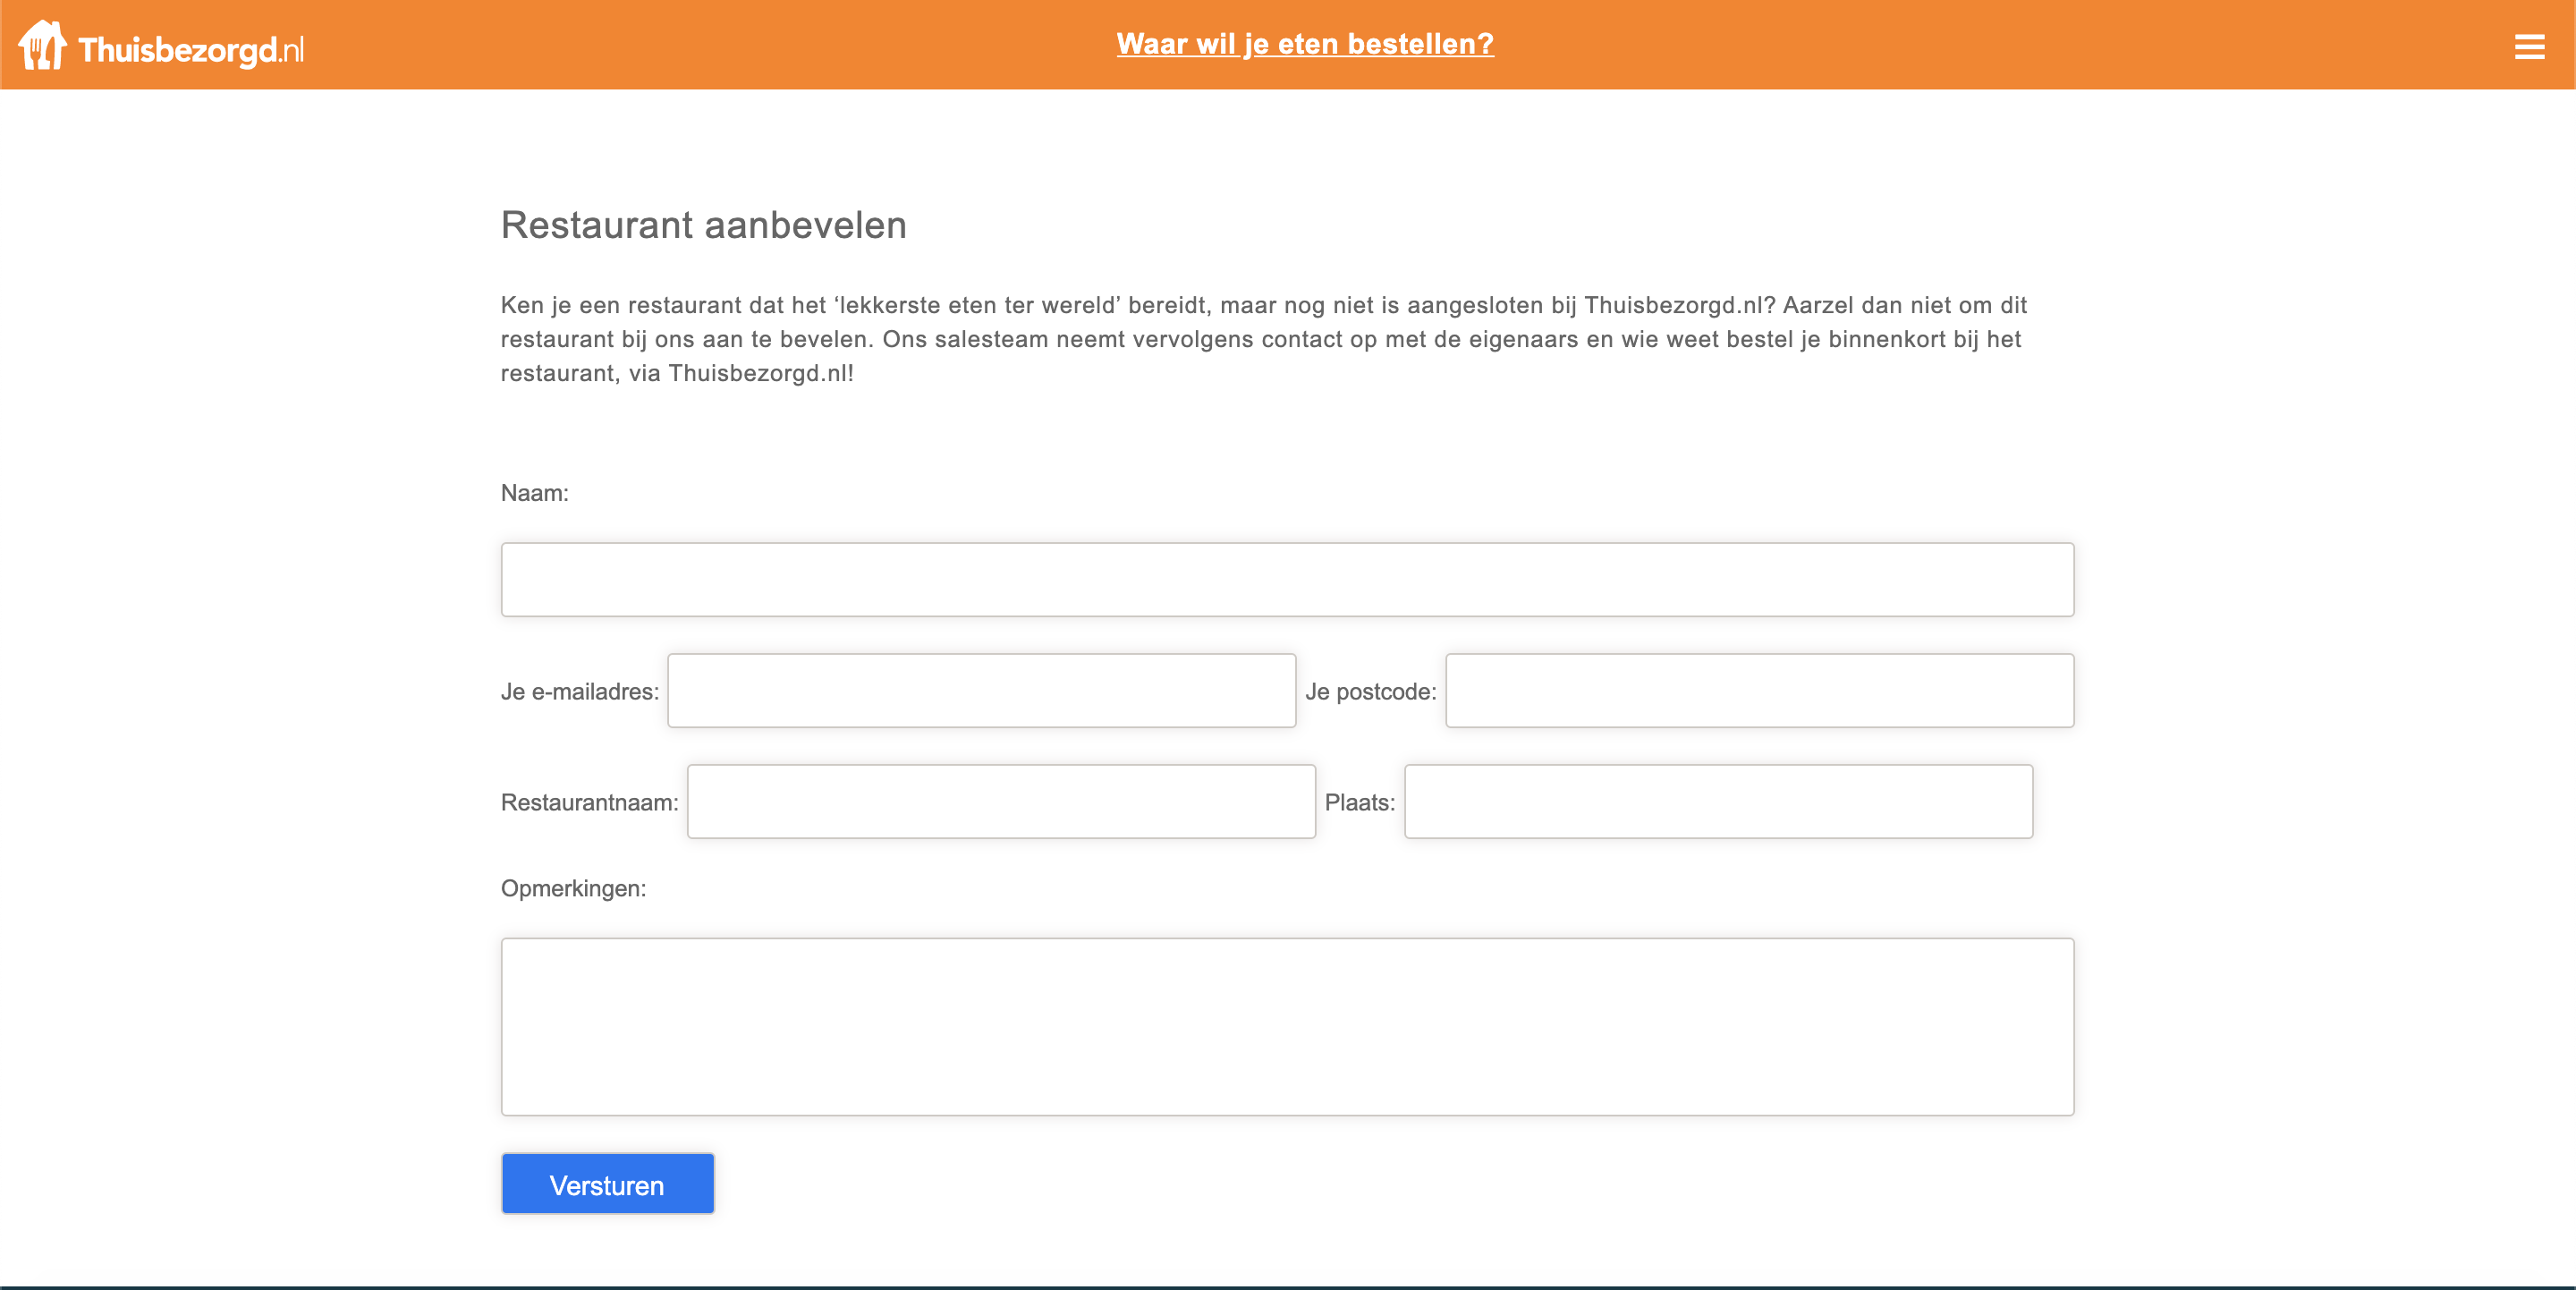 Thuisbezorgd.nl
Waar wil je eten bestellen?
Restaurant aanbevelen
Ken je een restaurant dat het ‘lekkerste eten ter wereld’ bereidt, maar nog niet is aangesloten bij Thuisbezorgd.nl? Aarzel dan niet om dit
restaurant bij ons aan te bevelen. Ons salesteam neemt vervolgens contact op met de eigenaars en wie weet bestel je binnenkort bij het
restaurant, via Thuisbezorgd.nl!
Naam:
Je e-mailadres: Je postcode:
Restaurantnaam: Plaats:
Opmerkingen:
Versturen